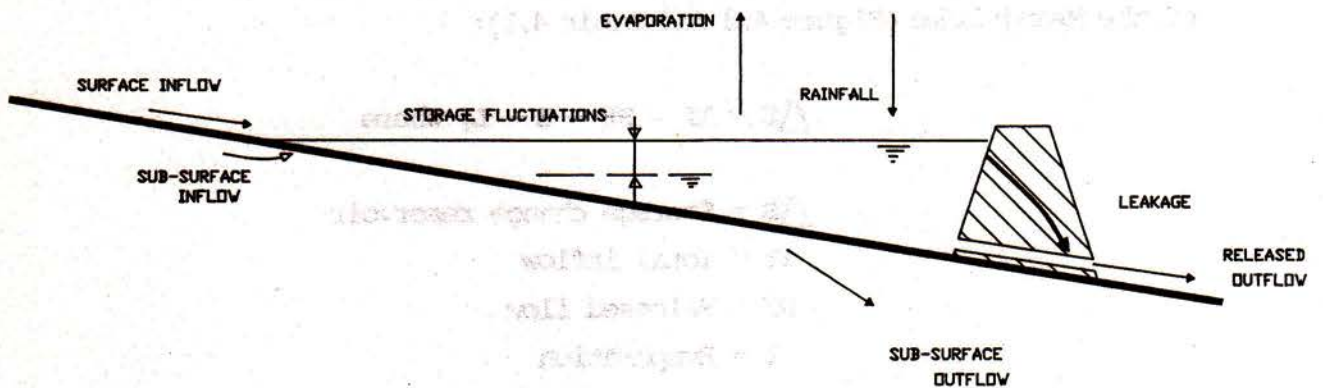 EVAPORATION
SURFACE INFLOW
RAINFALL
STORAGE FLUCTUATIONS
SUB-SURFACE
INFLOW
LEAKAGE
RELEASED
OUTFLOW
SUB-SURFACE
OUTFLOW